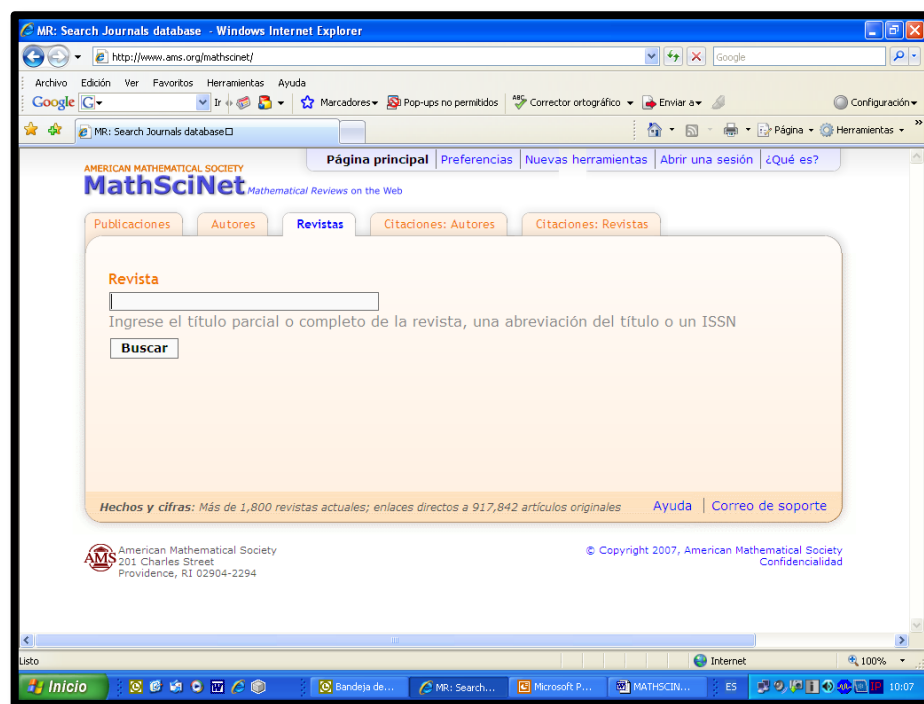 MR: Search Journals database - Windows Internet Explorer
http://www.ams.org/mathscinet/
Google
Archivo Edición Ver Favoritos Herramientas Ayuda
Google G Ir Marcadores Pop-ups no permitidos ABC Corrector ortográfico Enviar a Configuración
MR: Search Journals database Página Herramientas »
Página principal | Preferencias | Nuevas herramientas | Abrir una sesión | ¿Qué es?
AMERICAN MATHEMATICAL SOCIETY
MathSciNet Mathematical Reviews on the Web
Publicaciones Autores Revistas Citaciones: Autores Citaciones: Revistas
Revista
Ingrese el título parcial o completo de la revista, una abreviación del título o un ISSN
Buscar
Hechos y cifras: Más de 1,800 revistas actuales; enlaces directos a 917,842 artículos originales Ayuda | Correo de soporte
AMS American Mathematical Society © Copyright 2007, American Mathematical Society
201 Charles Street Confidencialidad
Providence, RI 02904-2294
Listo Internet 100%
Inicio Bandeja de... MR: Search... Microsoft P... MATHSCIN... ES 10:07